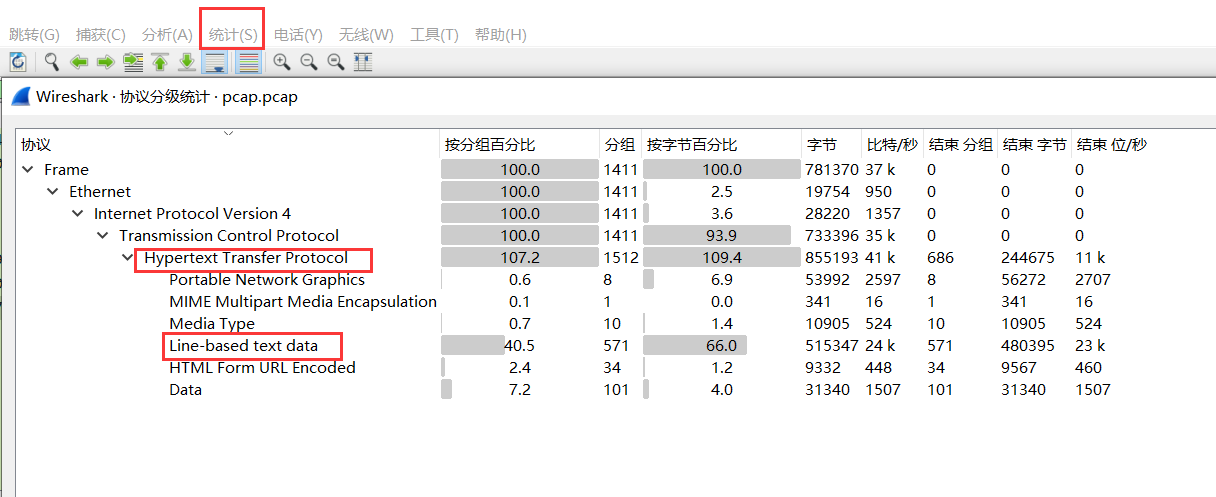 跳转(G) 捕获(C) 分析(A) 统计(S) 电话(Y) 无线(W) 工具(T) 帮助(H)
Wireshark · 协议分级统计 · pcap.pcap
协议 按分组百分比 分组 按字节百分比 字节 比特/秒 结束 分组 结束 字节 结束 位/秒
Frame 100.0 1411 100.0 781370 37 k 0 0 0
Ethernet 100.0 1411 2.5 19754 950 0 0 0
Internet Protocol Version 4 100.0 1411 3.6 28220 1357 0 0 0
Transmission Control Protocol 100.0 1411 93.9 733396 35 k 0 0 0
Hypertext Transfer Protocol 107.2 1512 109.4 855193 41 k 686 244675 11 k
Portable Network Graphics 0.6 8 6.9 53992 2597 8 56272 2707
MIME Multipart Media Encapsulation 0.1 1 0.0 341 16 1 341 16
Media Type 0.7 10 1.4 10905 524 10 10905 524
Line-based text data 40.5 571 66.0 515347 24 k 571 480395 23 k
HTML Form URL Encoded 2.4 34 1.2 9332 448 34 9567 460
Data 7.2 101 4.0 31340 1507 101 31340 1507